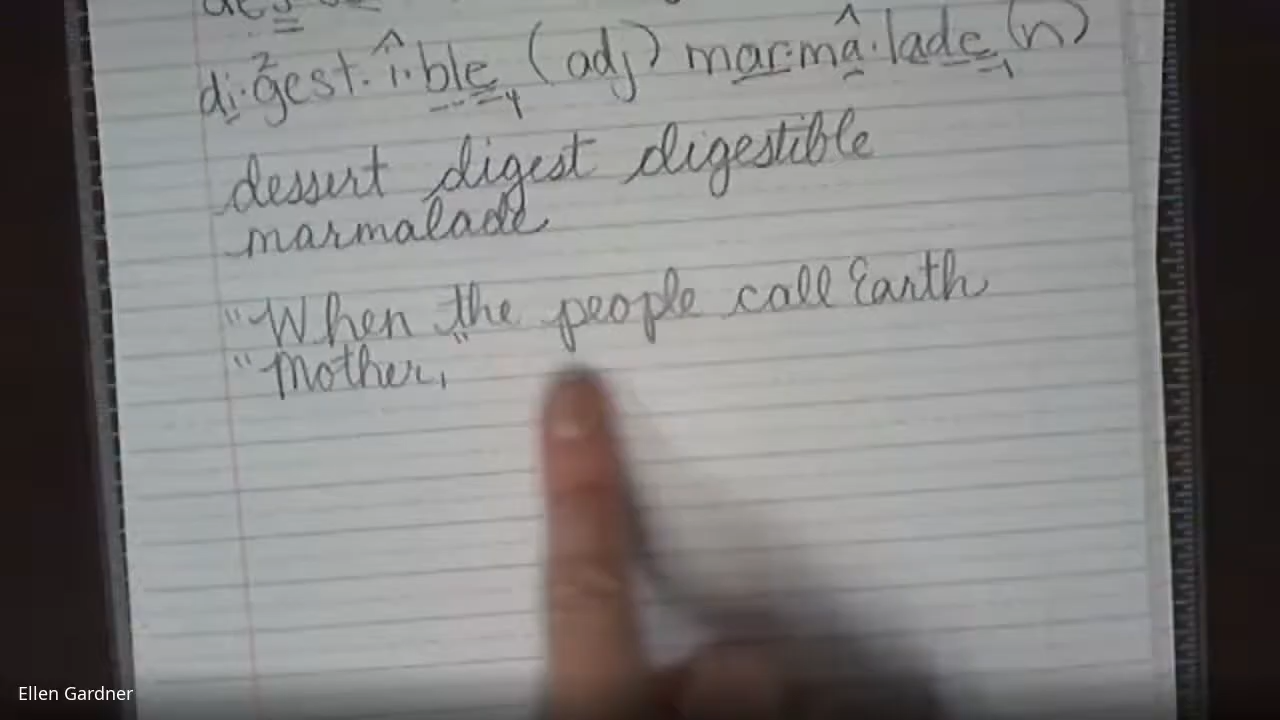 di·gest·i·ble (adj) mar·ma·lade (n)
dessert digest digestible
marmalade
"When the people call Earth
"Mother,"
Ellen Gardner